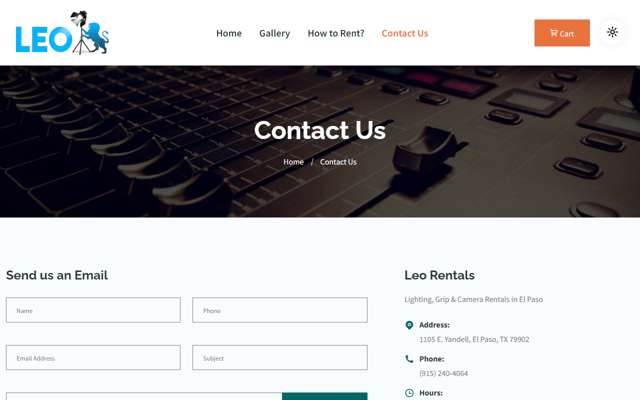 LEO
Home
Gallery
How to Rent?
Contact Us
Cart
Contact Us
Home / Contact Us
Send us an Email
Name
Phone
Email Address
Subject
Leo Rentals
Lighting, Grip & Camera Rentals in El Paso
Address:
1105 E. Yandell, El Paso, TX 79902
Phone:
(915) 240-4064
Hours: